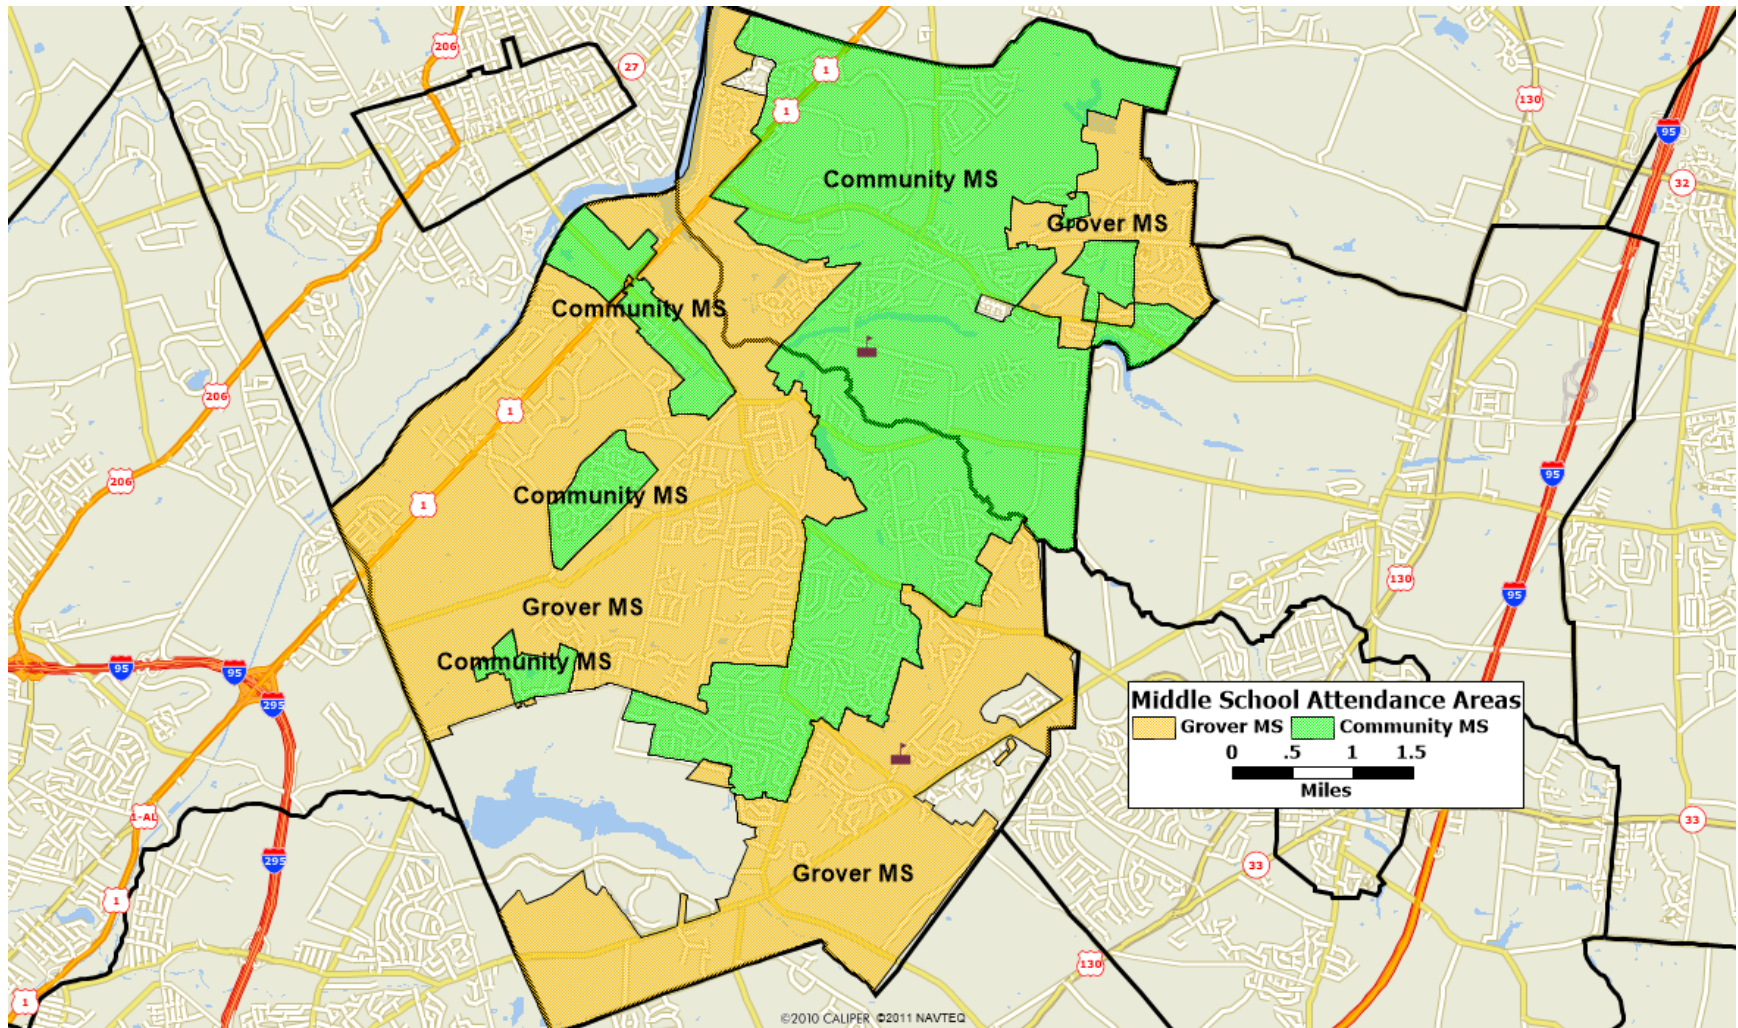 206
27
1
1
130
95
32
Community MS
Grover MS
Community MS
206
1
206
95
1
Community MS
130
95
Grover MS
Community MS
95
95
295
Middle School Attendance Areas
Grover MS
Community MS
0 .5 1 1.5
Miles
1-AL
33
295
33
Grover MS
1
130
1
©2010 CALIPER ©2011 NAVTEQ